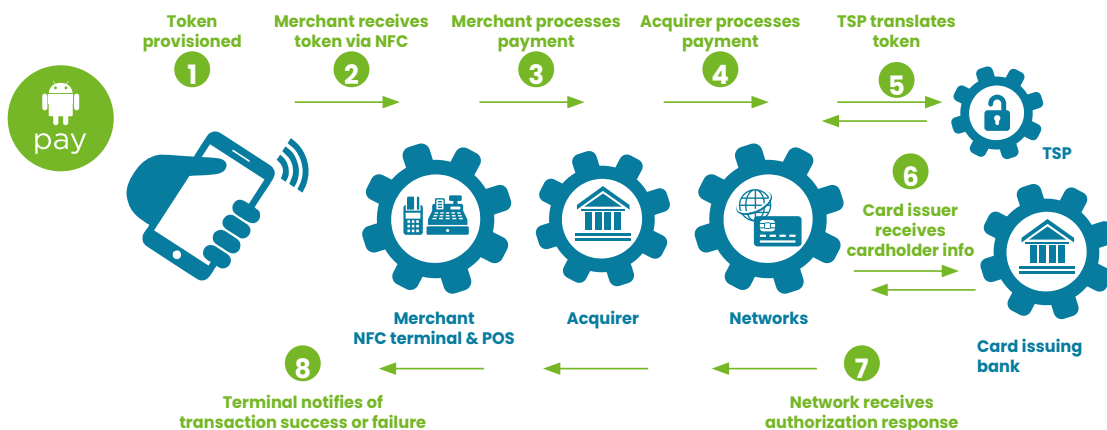 Token
provisioned
1
Merchant receives
token via NFC
2
Merchant processes
payment
3
Acquirer processes
payment
4
TSP translates
token
5
pay
TSP
6
Card issuer
receives
cardholder info
Merchant
NFC terminal & POS
Acquirer
Networks
Card issuing
bank
8
Terminal notifies of
transaction success or failure
7
Network receives
authorization response